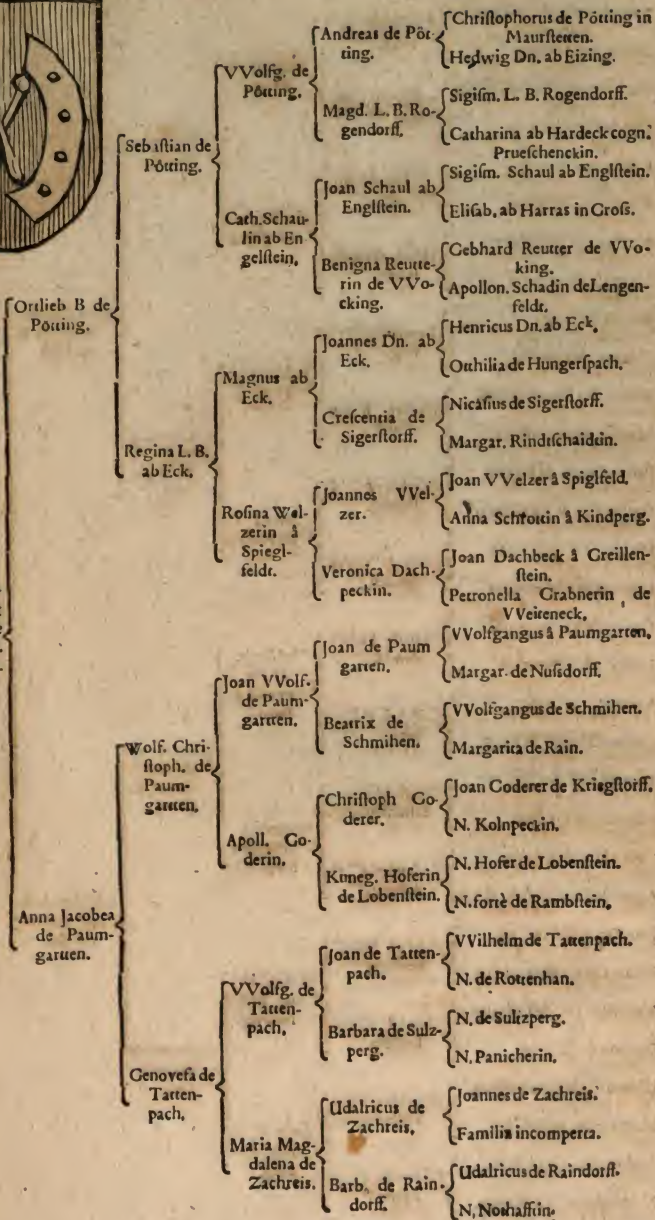 Ortlieb B de
Pötting.
Anna Jacobea
de Paum-
gartten.
Sebaſtian de
Pötting.
Regina L. B.
ab Eck.
Wolf. Chri-
ſtoph. de
Paum-
gartten.
Genovefa de
Tatten-
pach.
VVolfg. de
Pötting.
Cath. Schau-
lin ab En
gelſtein.
Magnus ab
Eck.
Roſina Wel-
zerin â
Spiegl-
feldt.
Joan VVolf.
de Paum-
gartten.
Apoll. Go-
derin.
VVolfg. de
Tatten-
pach.
Maria Mag-
dalena de
Zachreis.
Andreas de Pöt-
ting.
Magd. L. B. Ro-
gendorff.
Joan Schaul ab
Englſtein.
Benigna Reutte-
rin de VVo-
cking.
Joannes Dn. ab
Eck.
Creſcentia de
Sigerſtorff.
Joannes VVel-
zer.
Veronica Dach-
peckin.
Joan de Paum
garten.
Beatrix de
Schmihen.
Chriſtoph Go-
derer.
Kuneg. Hoferin
de Lobenſtein.
Joan de Tatten-
pach.
Barbara de Sulz-
perg.
Udalricus de
Zachreis.
Barb. de Rain-
dorff.
Chriſtophorus de Pötting in
Maurſtetten.
Hedwig Dn. ab Eizing.
Sigiſm. L. B. Rogendorff.
Catharina ab Hardeck cogn.
Prueſchenckin.
Sigiſm. Schaul ab Englſtein.
Eliſab. ab Harras in Groſs.
Gebhard Reutter de VVo-
king.
Apollon. Schadin de Lengen-
feldt.
Henricus Dn. ab Eck.
Otthilia de Hungerſpach.
Nicaſius de Sigerſtorff.
Margar. Rindtſchaidtin.
Joan VVelzer â Spiglfeld.
Anna Schrottin â Kindperg.
Joan Dachbeck â Greillen-
ſtein.
Petronella Grabnerin de
VVeiteneck.
VVolfgangus â Paumgarten.
Margar. de Nuſsdorff.
VVolfgangus de Schmihen.
Margarita de Rain.
Joan Goderer de Kriegſtorff.
N. Kolnpeckin.
N. Hofer de Lobenſtein.
N. fortè de Rambſtein.
VVilhelm de Tattenpach.
N. de Rottenhan.
N. de Sultzperg.
N. Panicherin.
Joannes de Zachreis.
Familia incomperta.
Udalricus de Raindorff.
N. Nothafftin.